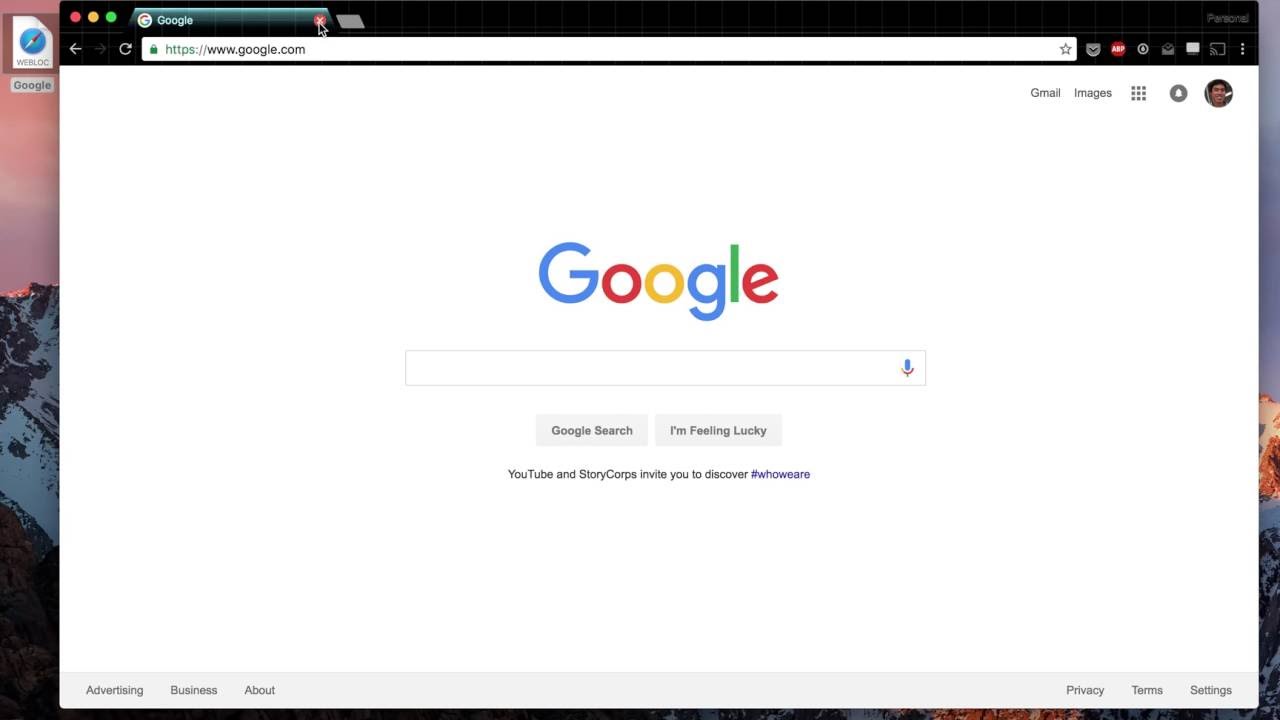 Google
Personal
https://www.google.com
ABP
WEBLOC
Google
Gmail Images
Google
Google Search I'm Feeling Lucky
YouTube and StoryCorps invite you to discover #whoweare
Advertising Business About Privacy Terms Settings